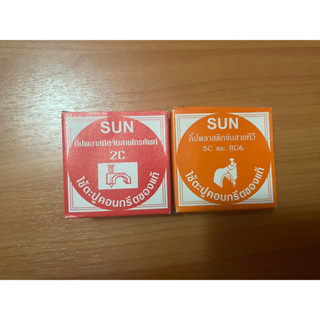 SUN
กิ๊ปพลาสติกจับสายโทรศัพท์
2C
ใช้ตะปูคอนกรีตของแท้
SUN
กิ๊ปพลาสติกจับสายทีวี
5C และ RG6
ใช้ตะปูคอนกรีตของแท้